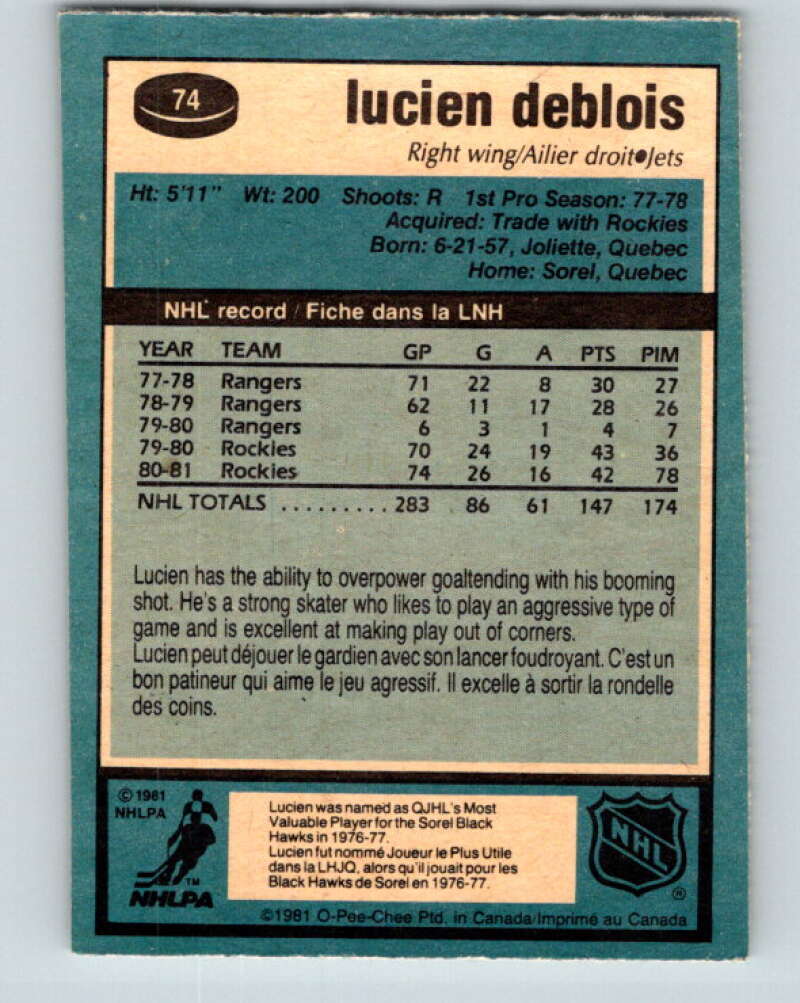 74
lucien deblois
Right wing/Ailier droit●Jets
Ht: 5'11" Wt: 200 Shoots: R 1st Pro Season: 77-78
Acquired: Trade with Rockies
Born: 6-21-57, Joliette, Quebec
Home: Sorel, Quebec
NHL record / Fiche dans la LNH
YEAR TEAM GP G A PTS PIM
77-78 Rangers 71 22 8 30 27
78-79 Rangers 62 11 17 28 26
79-80 Rangers 6 3 1 4 7
79-80 Rockies 70 24 19 43 36
80-81 Rockies 74 26 16 42 78
NHL TOTALS .......... 283 86 61 147 174
Lucien has the ability to overpower goaltending with his booming
shot. He's a strong skater who likes to play an aggressive type of
game and is excellent at making play out of corners.
Lucien peut déjouer le gardien avec son lancer foudroyant. C'est un
bon patineur qui aime le jeu agressif. Il excelle à sortir la rondelle
des coins.
© 1981
NHLPA
TM
NHLPA
Lucien was named as QJHL's Most
Valuable Player for the Sorel Black
Hawks in 1976-77.
Lucien fut nommé Joueur le Plus Utile
dans la LHJQ, alors qu'il jouait pour les
Black Hawks de Sorel en 1976-77.
NHL
®
©1981 O-Pee-Chee Ptd. in Canada/Imprimé au Canada